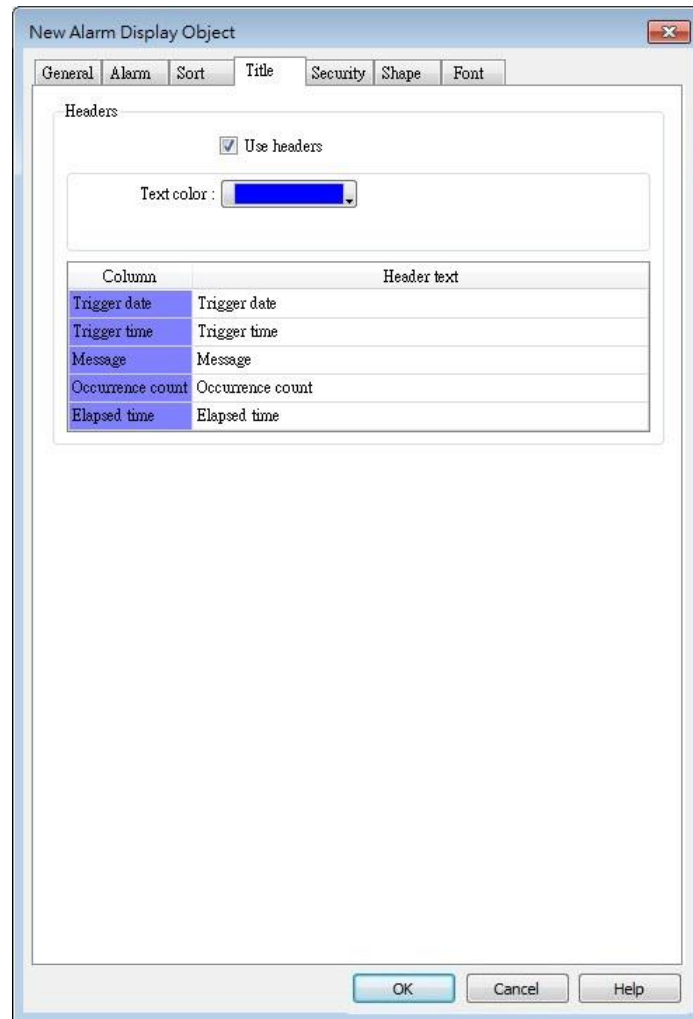 New Alarm Display Object
General Alarm Sort Title Security Shape Font
Headers
Use headers
Text color :
Column Header text
Trigger date Trigger date
Trigger time Trigger time
Message Message
Occurrence count Occurrence count
Elapsed time Elapsed time
OK Cancel Help